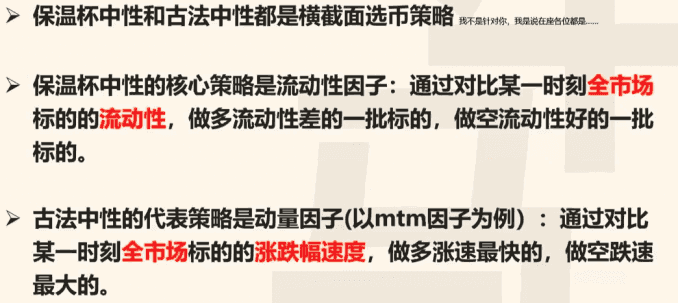 ➢ 保温杯中性和古法中性都是横截面选币策略 我不是针对你，我是说在座各位都是......
➢ 保温杯中性的核心策略是流动性因子：通过对比某一时刻全市场
标的的流动性，做多流动性差的一批标的，做空流动性好的一批
标的。
➢ 古法中性的代表策略是动量因子(以mtm因子为例）：通过对比
某一时刻全市场标的的涨跌幅速度，做多涨速最快的，做空跌速
最大的。